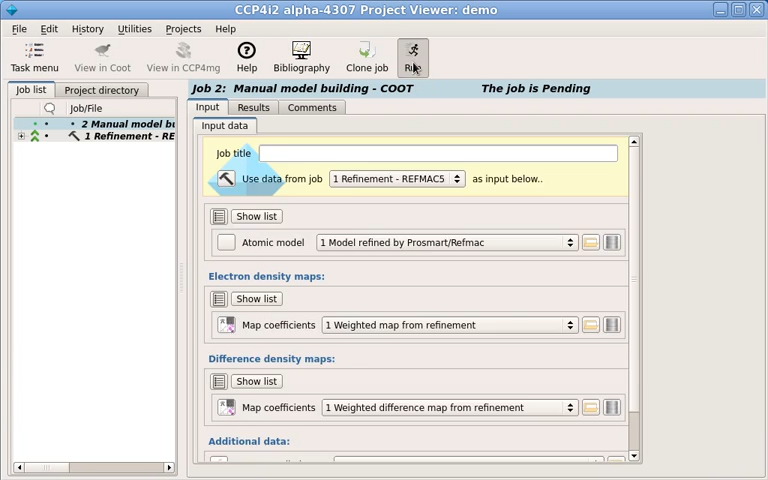 CCP4i2 alpha-4307 Project Viewer: demo
File Edit History Utilities Projects Help
Task menu View in Coot View in CCP4mg Help Bibliography Clone job
Job list Project directory
Job 2: Manual model building - COOT The job is Pending
Input Results Comments
Job/File
2 Manual model bu
1 Refinement - RE
Input data
Job title
Use data from job 1 Refinement - REFMAC5 as input below..
Show list
Atomic model 1 Model refined by Prosmart/Refmac
Electron density maps:
Show list
Map coefficients 1 Weighted map from refinement
Difference density maps:
Show list
Map coefficients 1 Weighted difference map from refinement
Additional data: